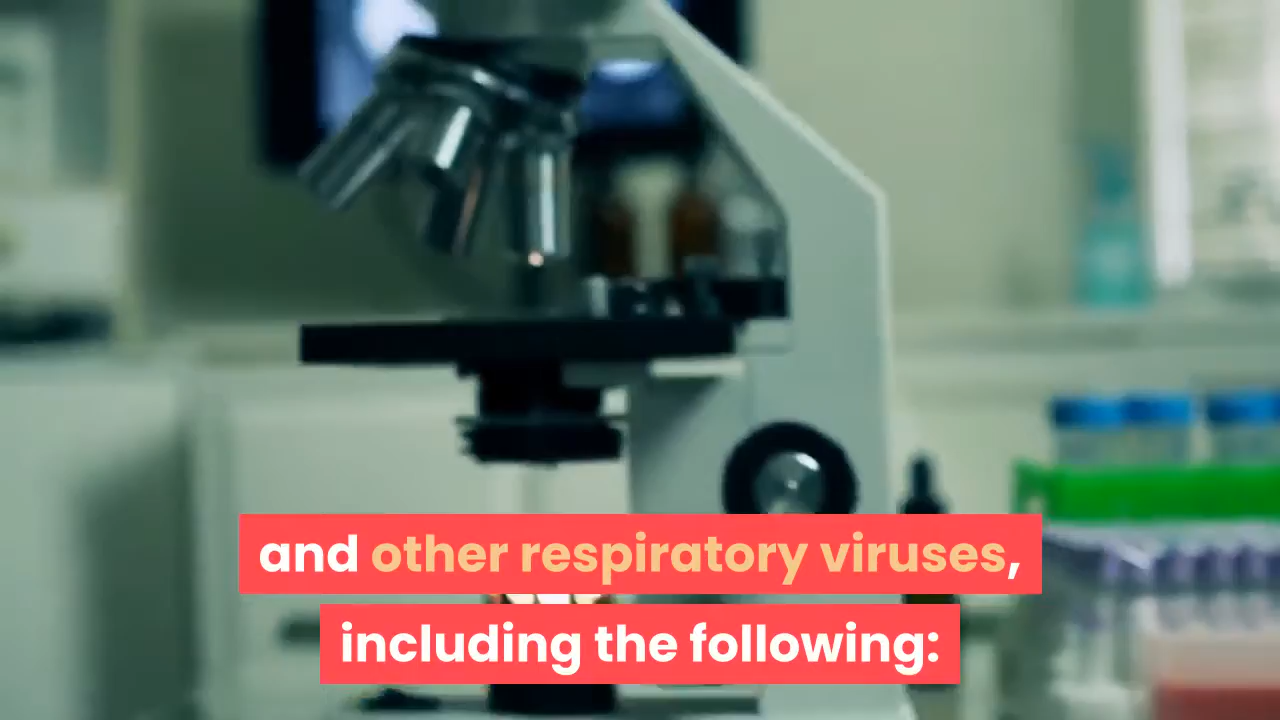 and other respiratory viruses,
including the following: